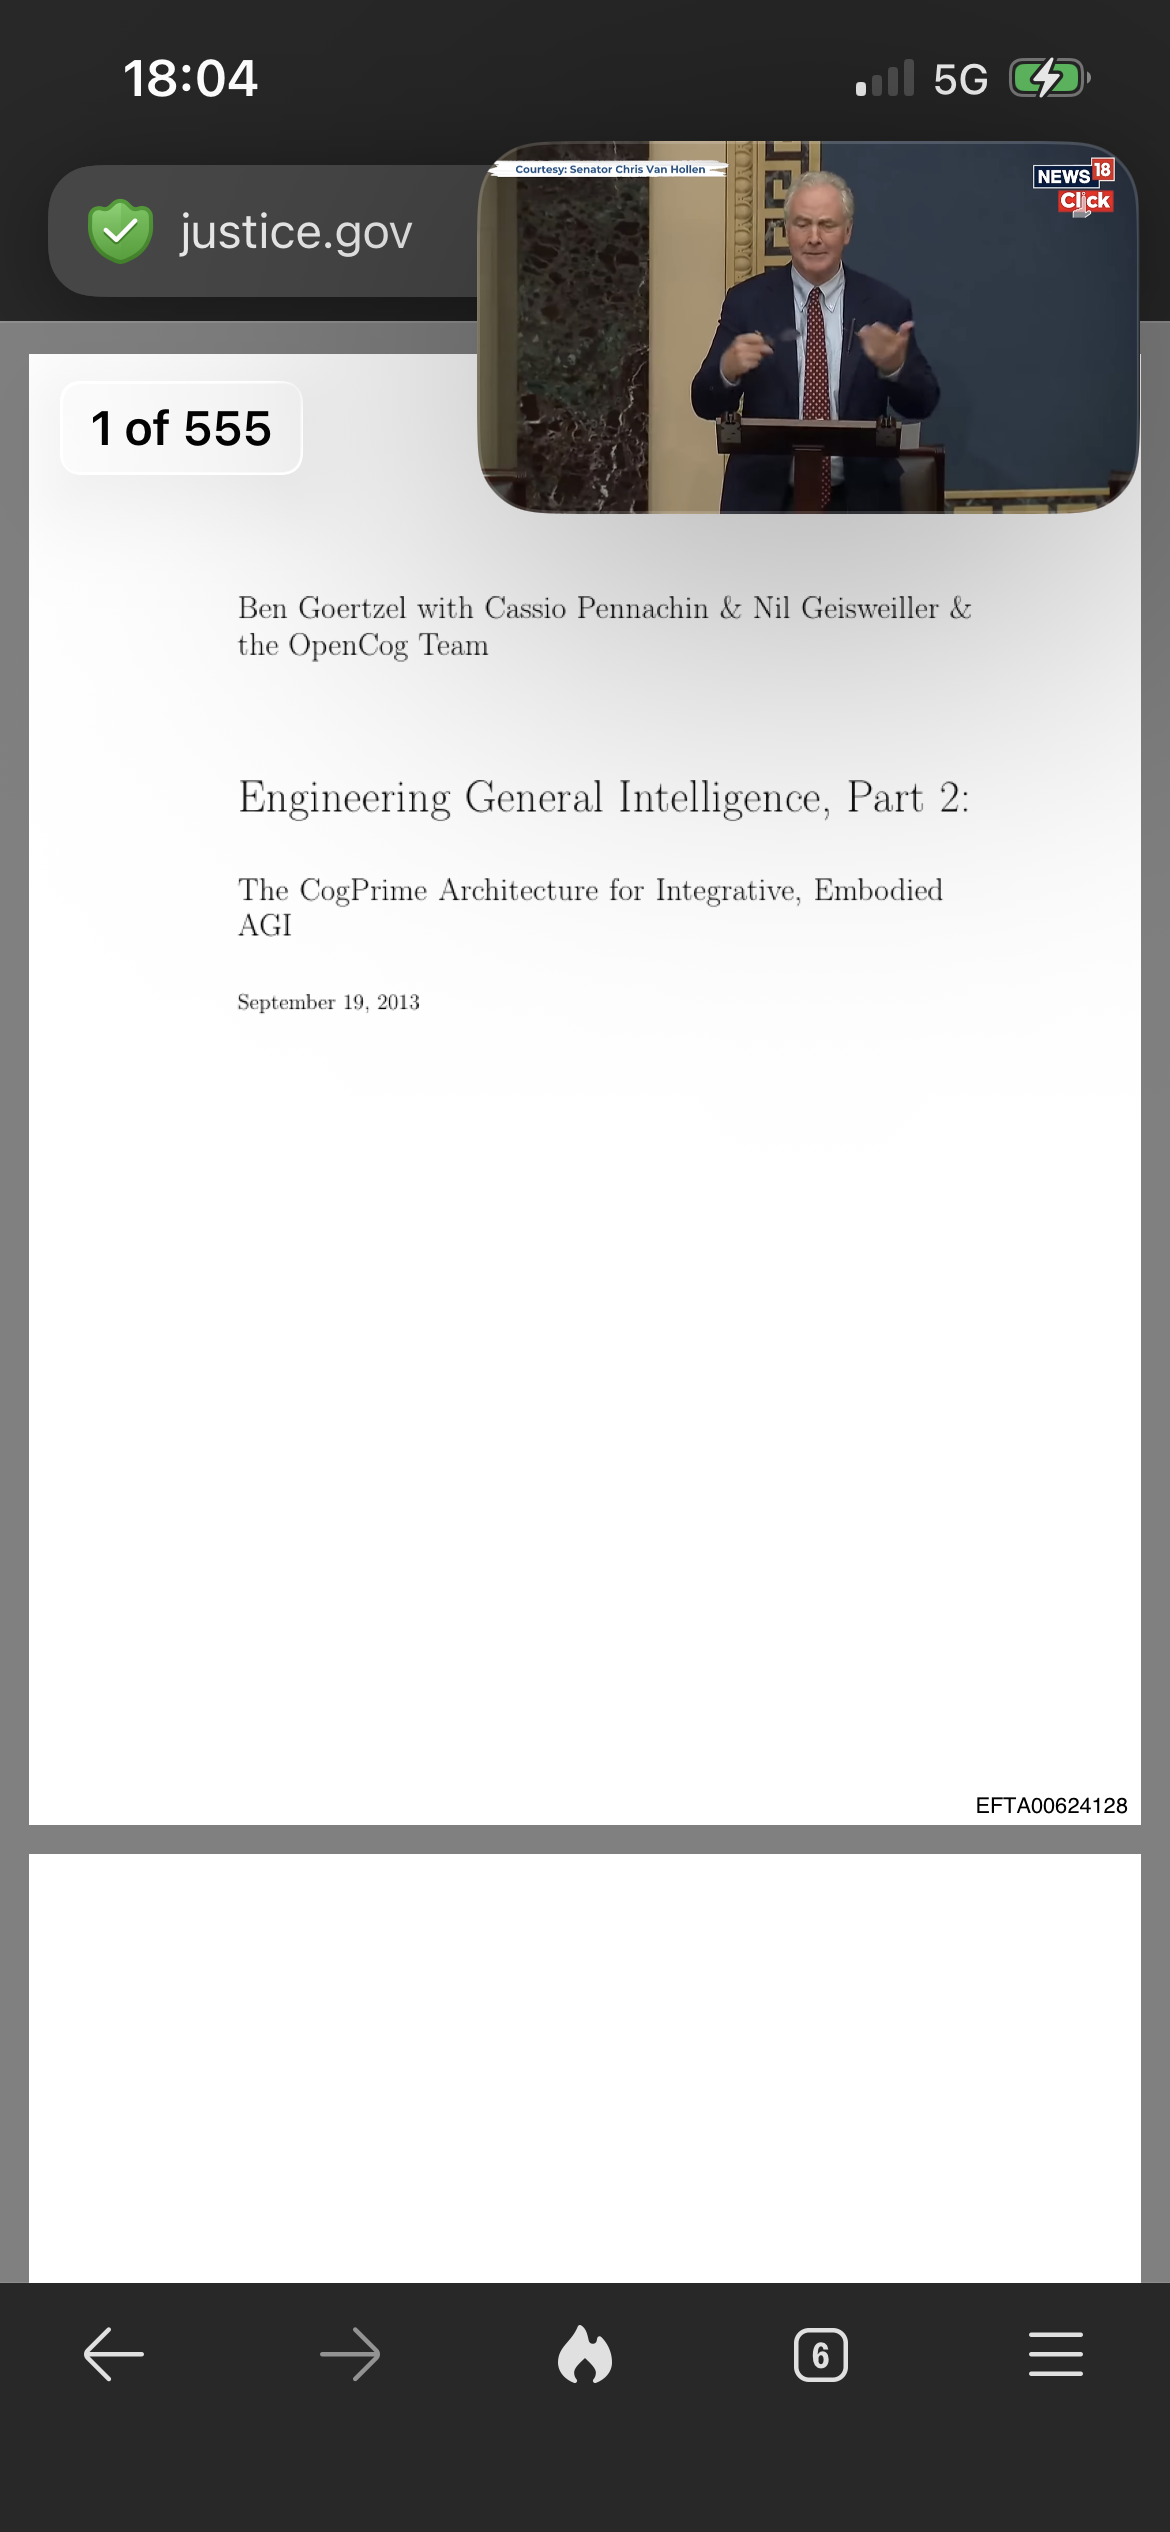 18:04
5G
justice.gov
Courtesy: Senator Chris Van Hollen
NEWS 18
Click
1 of 555
Ben Goertzel with Cassio Pennachin & Nil Geisweiller &
the OpenCog Team
Engineering General Intelligence, Part 2:
The CogPrime Architecture for Integrative, Embodied
AGI
September 19, 2013
EFTA00624128
6